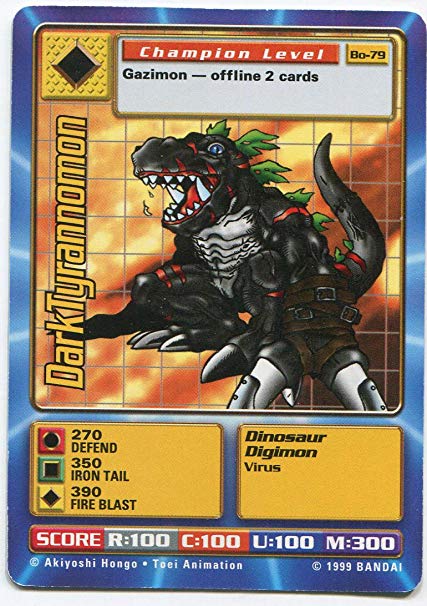 Champion Level
Bo-79
Gazimon — offline 2 cards
DarkTyrannomon
270
DEFEND
350
IRON TAIL
390
FIRE BLAST
Dinosaur
Digimon
Virus
SCORE R:100 C:100 U:100 M:300
© Akiyoshi Hongo • Toei Animation © 1999 BANDAI